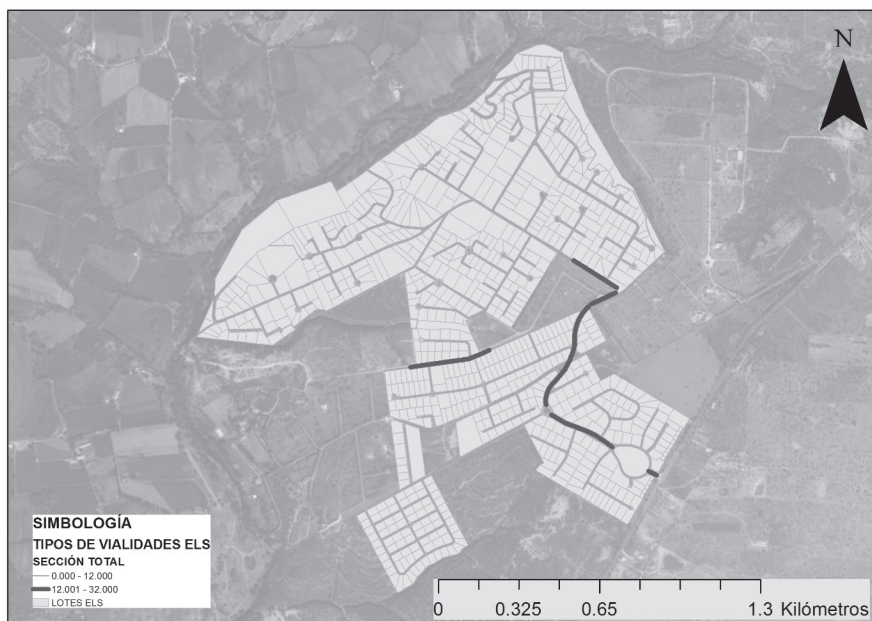 N
SIMBOLOGÍA
TIPOS DE VIALIDADES ELS
SECCIÓN TOTAL
0.000 - 12.000
12.001 - 32.000
LOTES ELS
0 0.325 0.65 1.3 Kilómetros